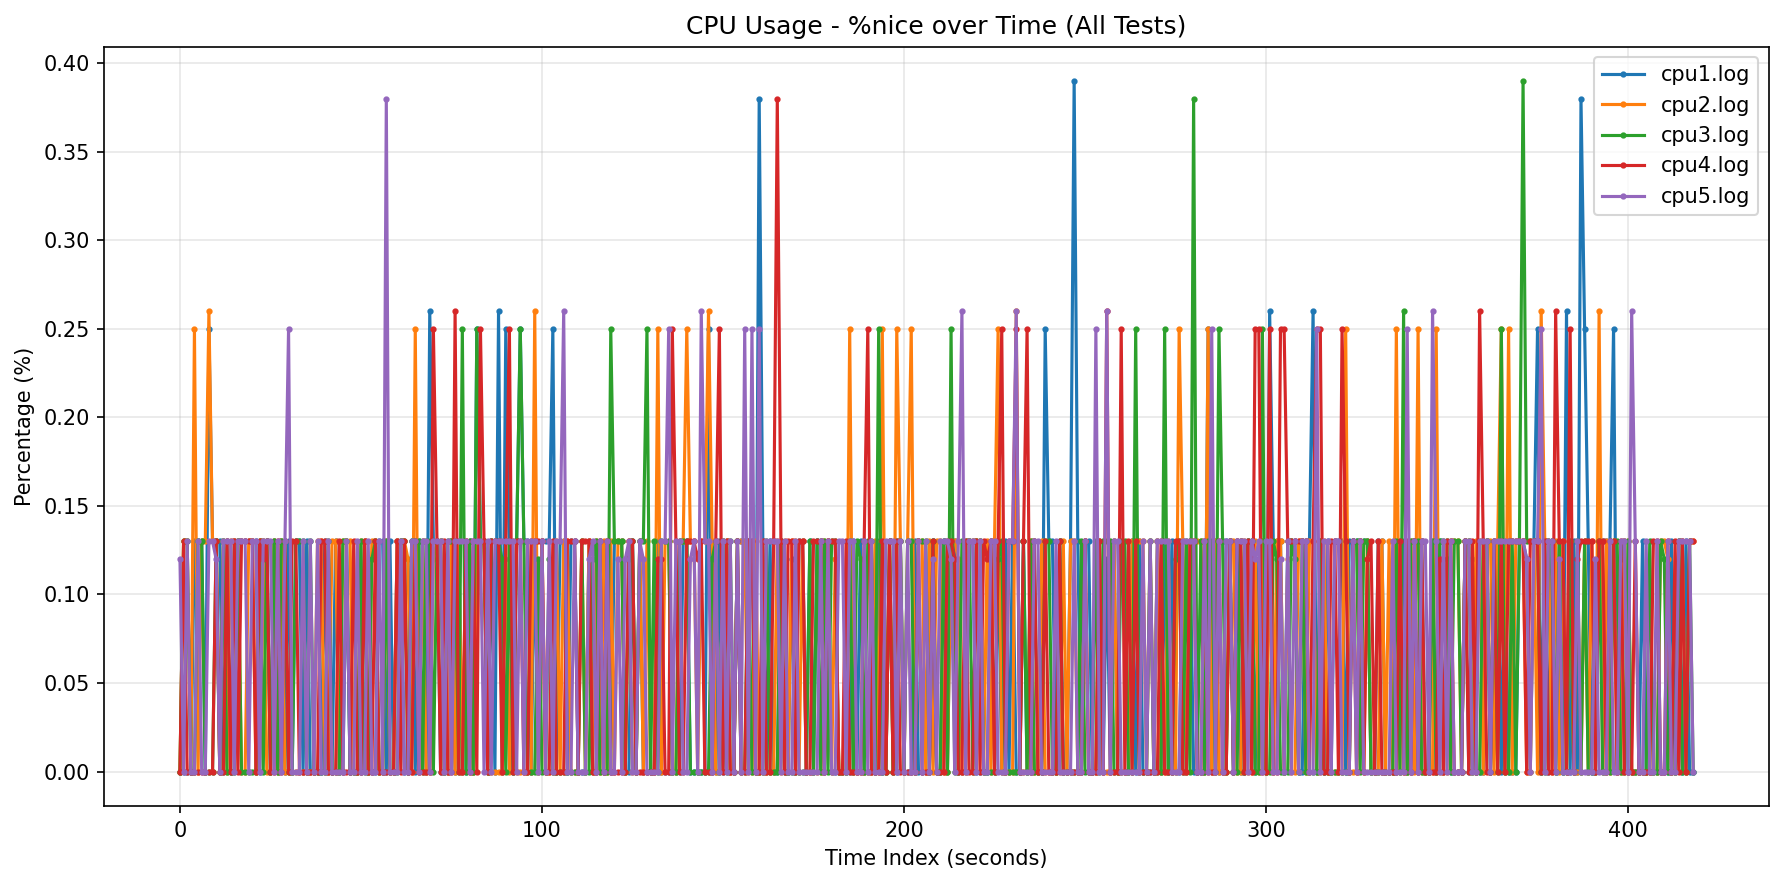 CPU Usage - %nice over Time (All Tests)
Percentage (%)
0.40
0.35
0.30
0.25
0.20
0.15
0.10
0.05
0.00
cpu1.log
cpu2.log
cpu3.log
cpu4.log
cpu5.log
0 100 200 300 400
Time Index (seconds)